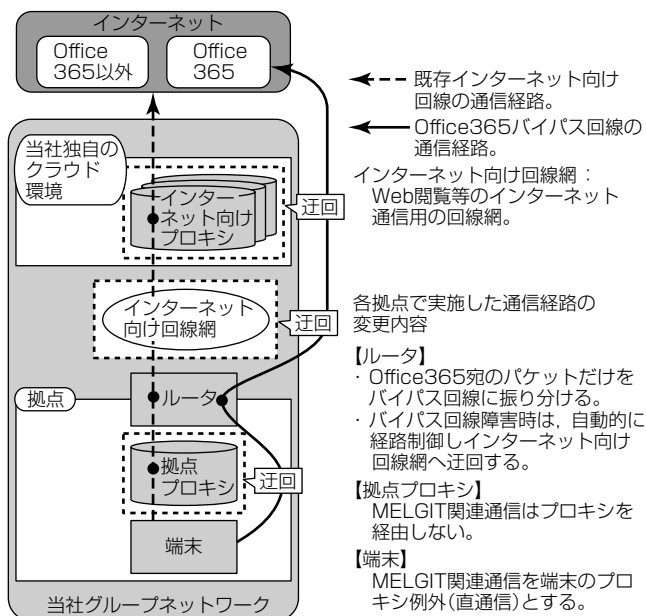 インターネット
Office
365以外
Office
365
当社独自の
クラウド
環境
インター
ネット向け
プロキシ
迂回
インターネット
向け回線網
迂回
拠点
ルータ
拠点
プロキシ
迂回
端末
当社グループネットワーク
既存インターネット向け
回線の通信経路。
Office365バイパス回線の
通信経路。
インターネット向け回線網：
Web閲覧等のインターネット
通信用の回線網。
各拠点で実施した通信経路の
変更内容
【ルータ】
・Office365宛のパケットだけを
バイパス回線に振り分ける。
・バイパス回線障害時は，自動的に
経路制御しインターネット向け
回線網へ迂回する。
【拠点プロキシ】
MELGIT関連通信はプロキシを
経由しない。
【端末】
MELGIT関連通信を端末のプロ
キシ例外(直通信)とする。